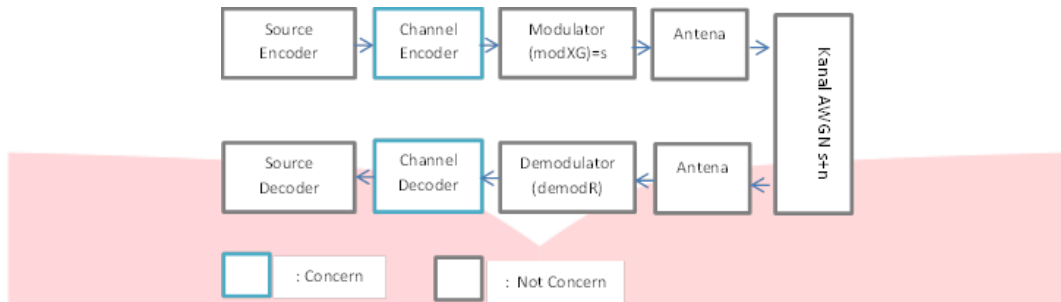 Source
Encoder
Channel
Encoder
Modulator
(modXG)=s
Antena
Kanal AWGN s+n
Source
Decoder
Channel
Decoder
Demodulator
(demodR)
Antena
: Concern
: Not Concern